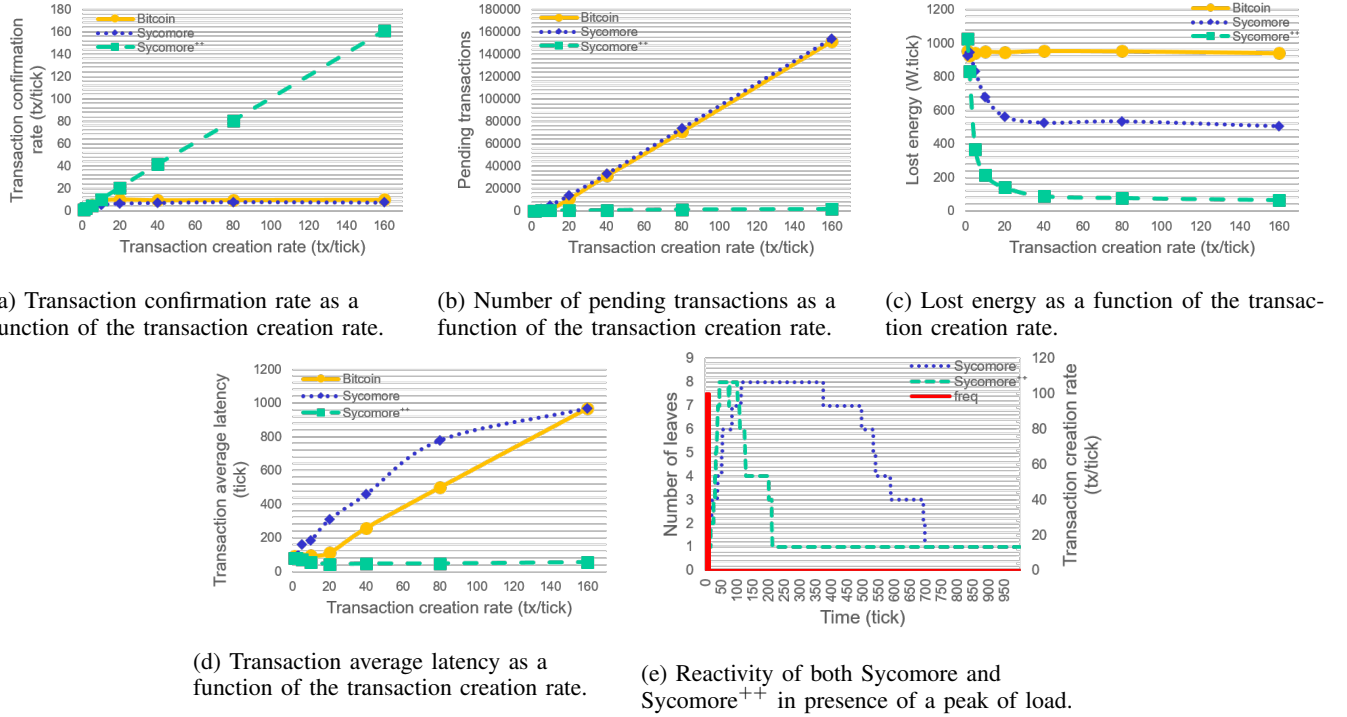 Transaction confirmation
rate (tx/tick)
180
160
140
120
100
80
60
40
20
0
Bitcoin
Sycomore
Sycomore++
0 20 40 60 80 100 120 140 160
Transaction creation rate (tx/tick)
Pending transactions
180000
160000
140000
120000
100000
80000
60000
40000
20000
0
Bitcoin
Sycomore
Sycomore++
0 20 40 60 80 100 120 140 160
Transaction creation rate (tx/tick)
Lost energy (W.tick)
1200
1000
800
600
400
200
0
Bitcoin
Sycomore
Sycomore++
0 20 40 60 80 100 120 140 160
Transaction creation rate (tx/tick)
a) Transaction confirmation rate as a
function of the transaction creation rate.
(b) Number of pending transactions as a
function of the transaction creation rate.
(c) Lost energy as a function of the transac-
tion creation rate.
Transaction average latency
(tick)
1200
1000
800
600
400
200
0
Bitcoin
Sycomore
Sycomore++
0 20 40 60 80 100 120 140 160
Transaction creation rate (tx/tick)
Number of leaves
9
8
7
6
5
4
3
2
1
0
Sycomore
Sycomore++
freq
120
100
80
60
40
20
0
Transaction creation rate
(tx/tick)
0 50 100 150 200 250 300 350 400 450 500 550 600 650 700 750 800 850 900 950
Time (tick)
(d) Transaction average latency as a
function of the transaction creation rate.
(e) Reactivity of both Sycomore and
Sycomore++ in presence of a peak of load.